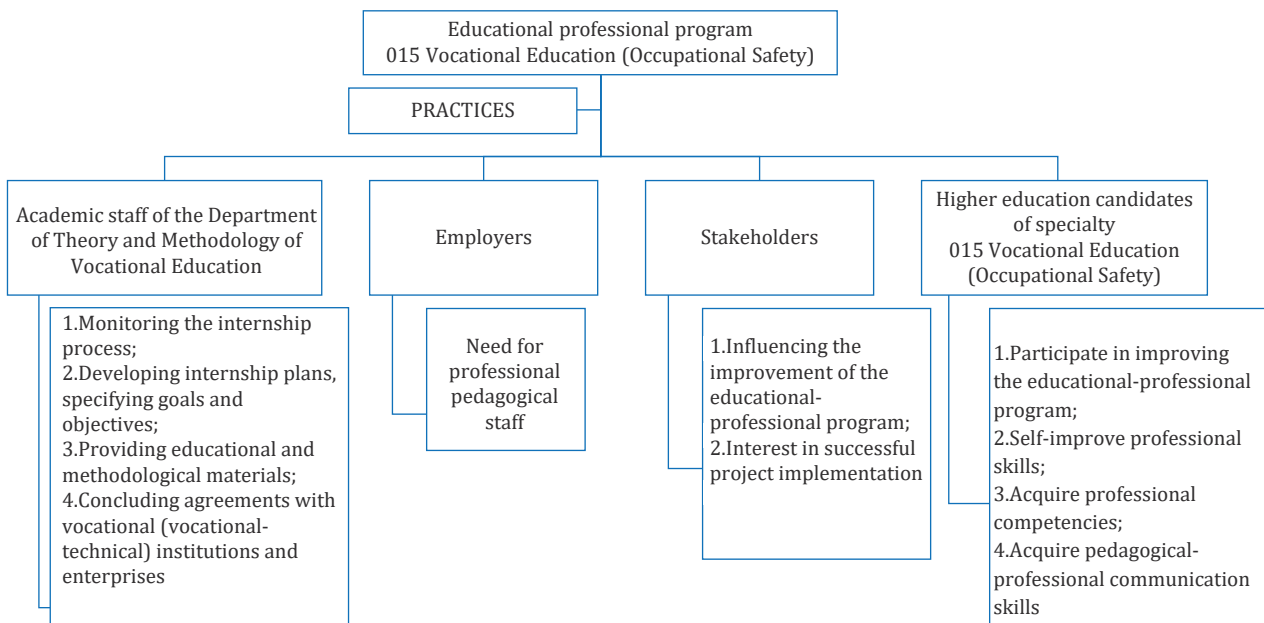 Educational professional program
015 Vocational Education (Occupational Safety)
PRACTICES
Academic staff of the Department
of Theory and Methodology of
Vocational Education
Employers
Stakeholders
Higher education candidates
of specialty
015 Vocational Education
(Occupational Safety)
1.Monitoring the internship
process;
2.Developing internship plans,
specifying goals and
objectives;
3.Providing educational and
methodological materials;
4.Concluding agreements with
vocational (vocational-
technical) institutions and
enterprises
Need for
professional
pedagogical
staff
1.Influencing the
improvement of the
educational-
professional program;
2.Interest in successful
project implementation
1.Participate in improving
the educational-professional
program;
2.Self-improve professional
skills;
3.Acquire professional
competencies;
4.Acquire pedagogical-
professional communication
skills